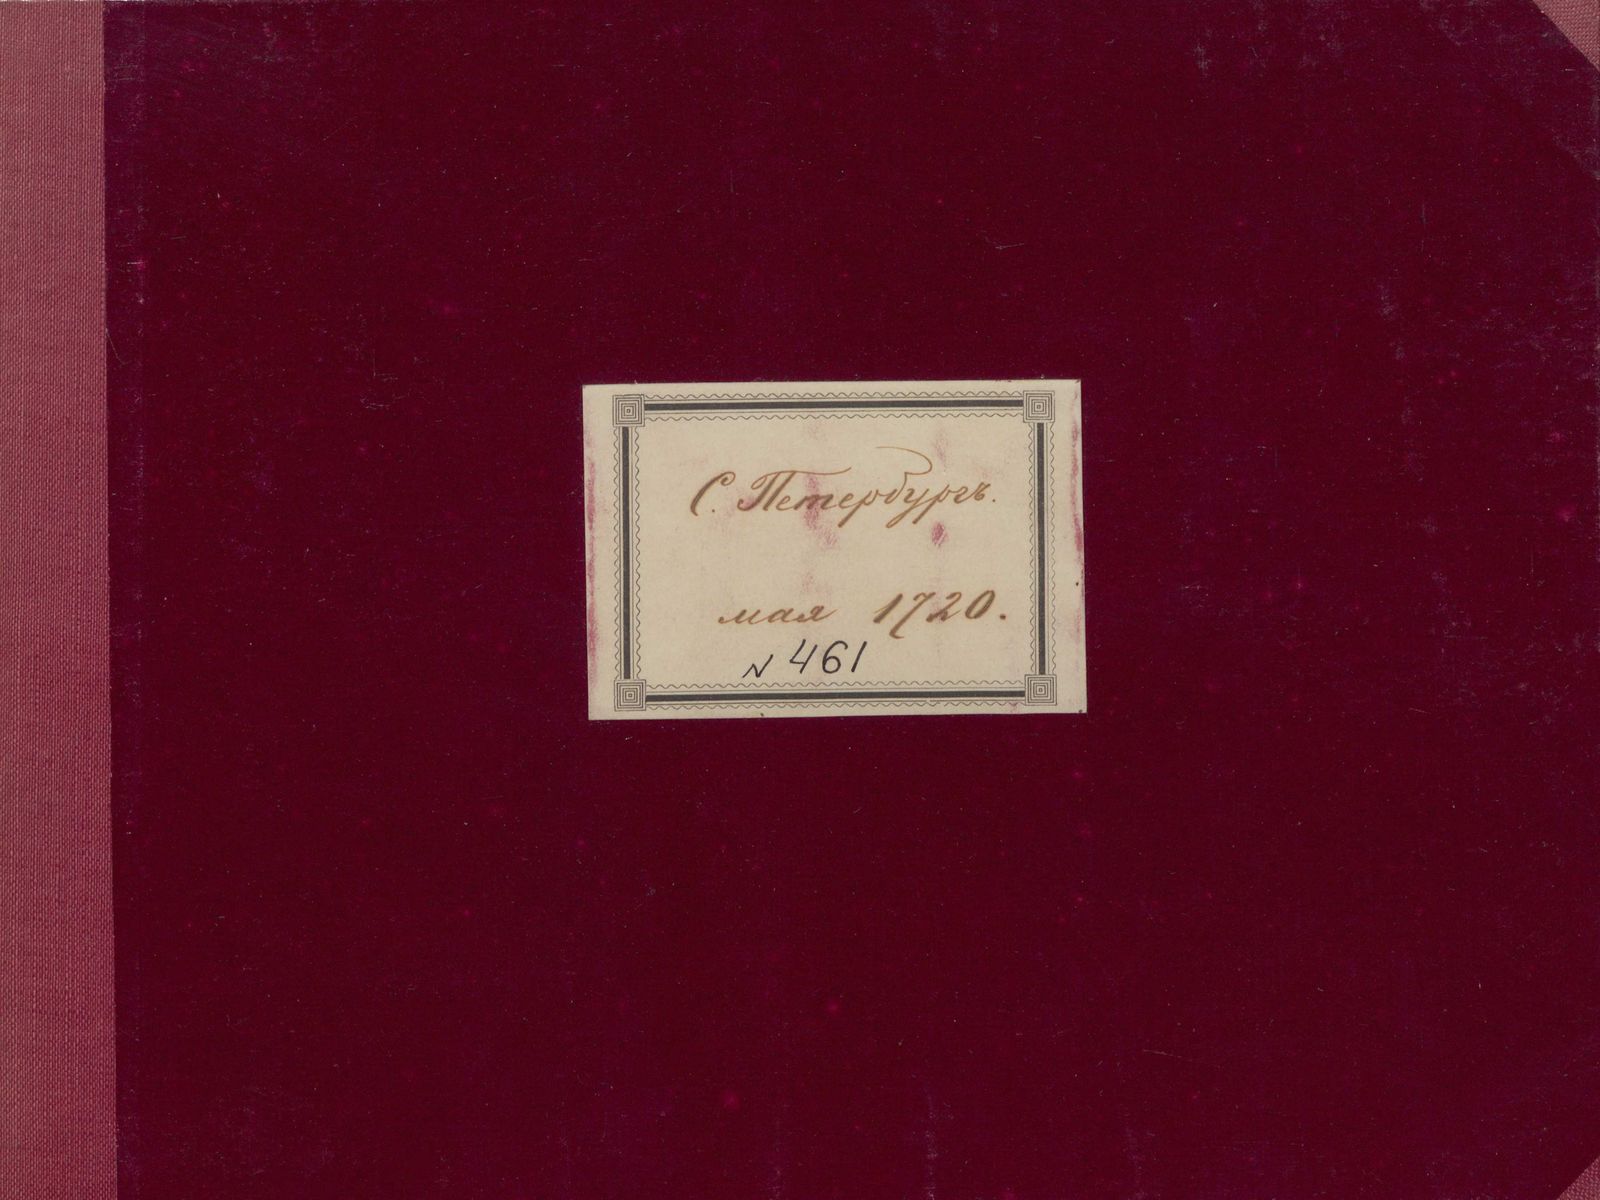 С. Петербургъ.
мая 1720.
N 461